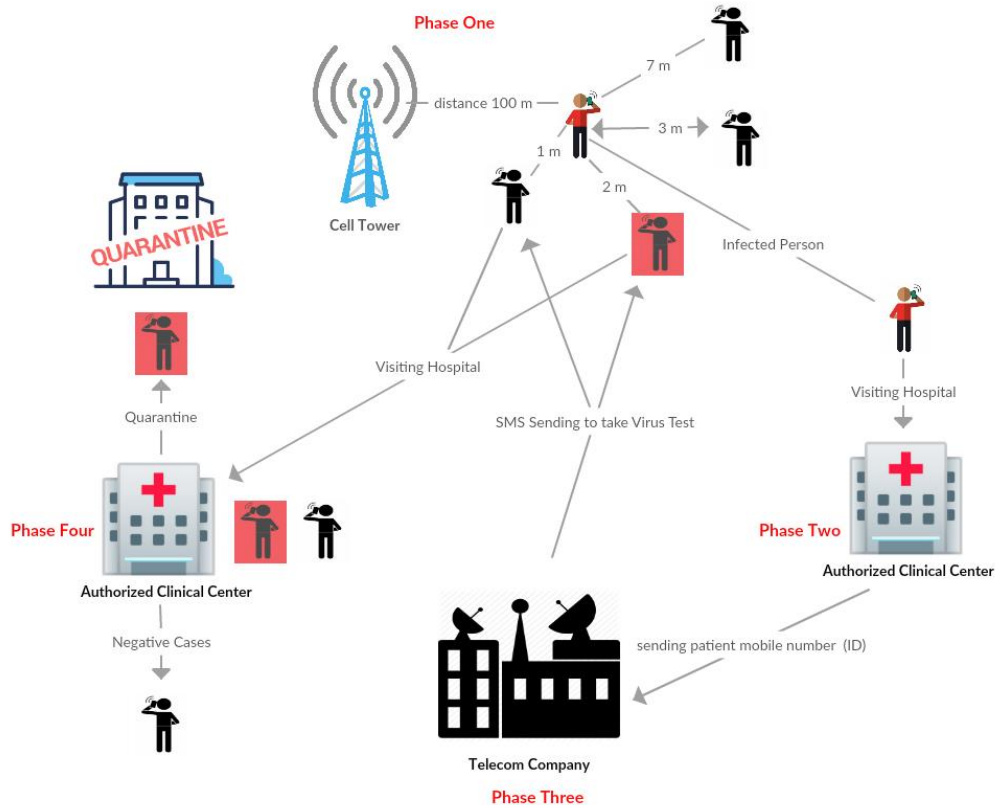 Phase One
7 m
distance 100 m
3 m
1 m
2 m
Cell Tower
QUARANTINE
Infected Person
Visiting Hospital
Visiting Hospital
Quarantine
SMS Sending to take Virus Test
Phase Four
Phase Two
Authorized Clinical Center
Authorized Clinical Center
Negative Cases
sending patient mobile number (ID)
Telecom Company
Phase Three